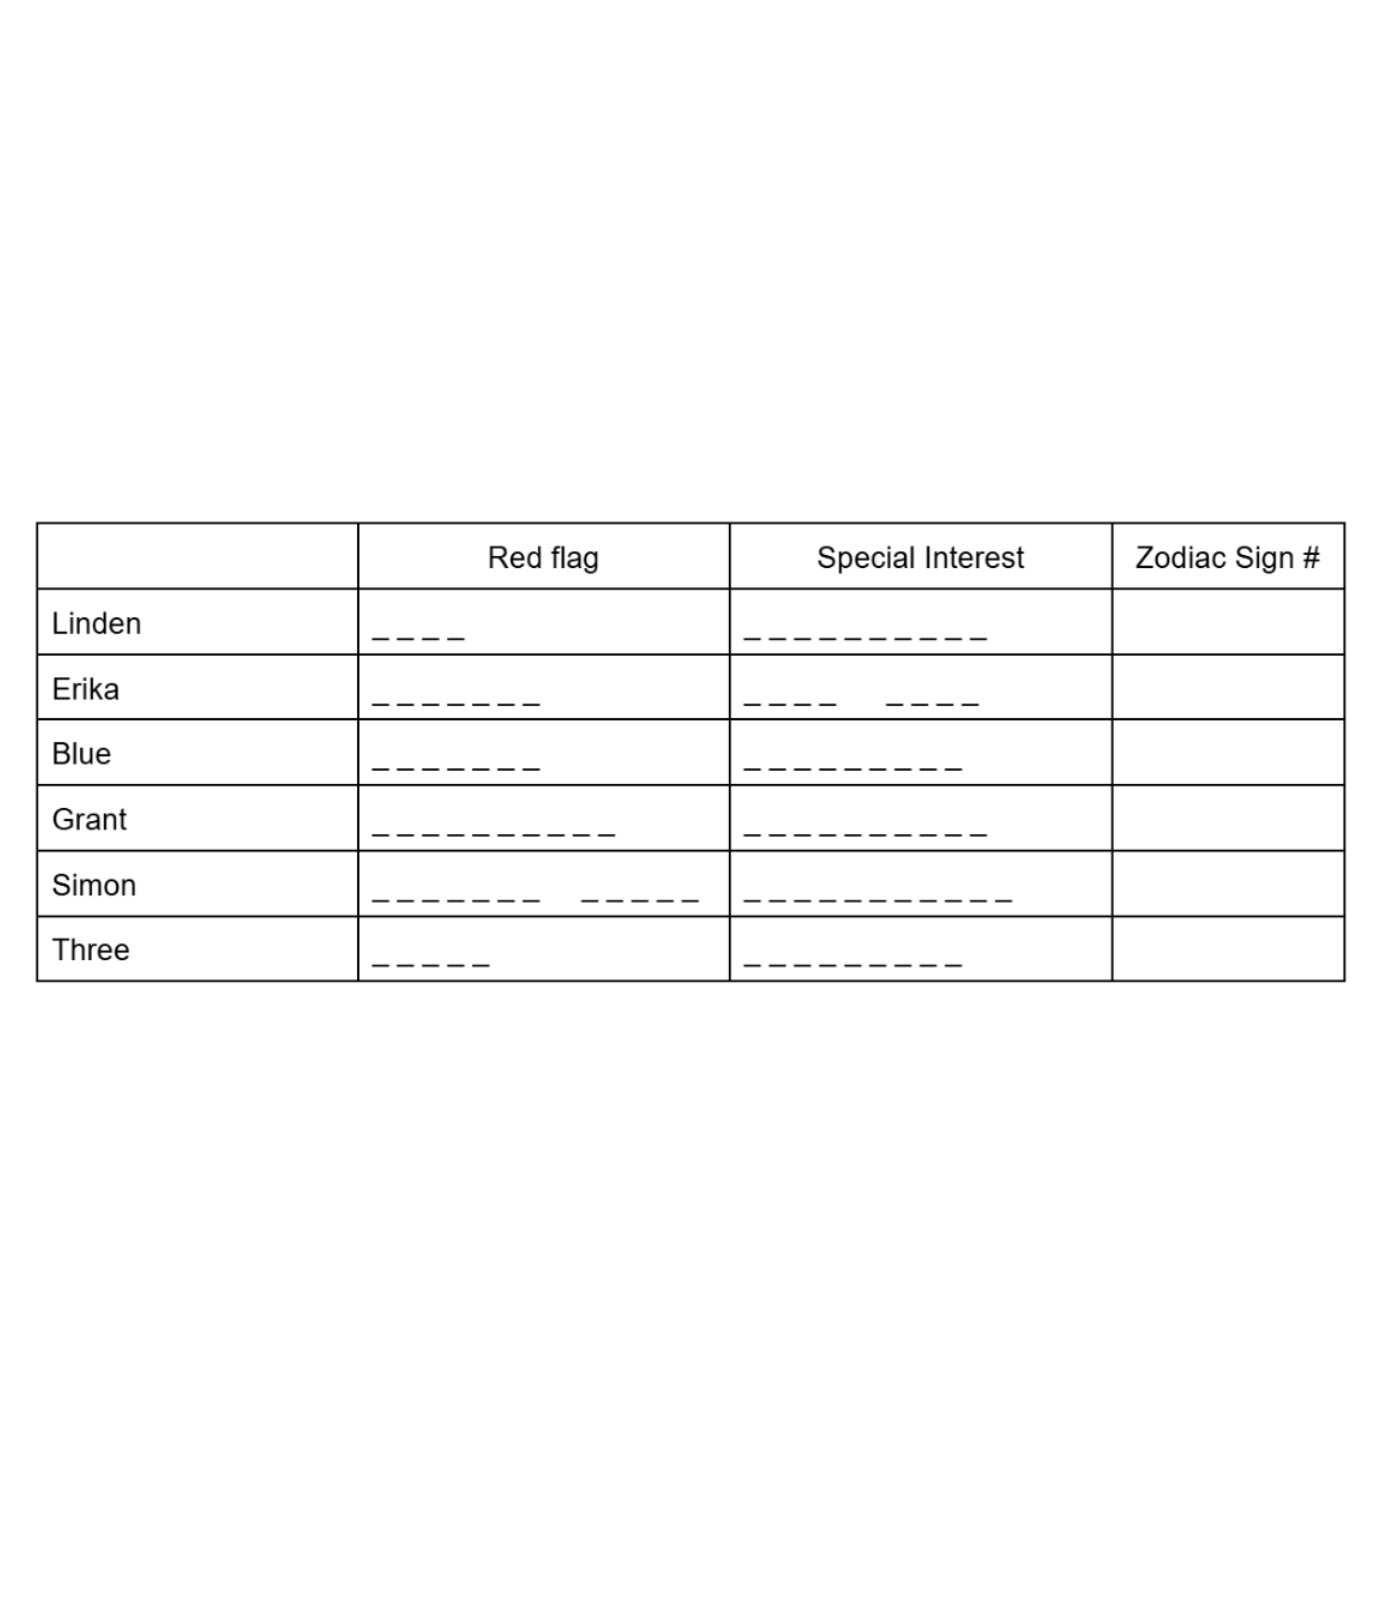 Red flag Special Interest Zodiac Sign #
Linden _ _ _ _ _ _ _ _ _ _ _ _ _ _
Erika _ _ _ _ _ _ _ _ _ _ _ _ _ _ _
Blue _ _ _ _ _ _ _ _ _ _ _ _ _ _ _ _
Grant _ _ _ _ _ _ _ _ _ _ _ _ _ _ _ _ _ _ _ _
Simon _ _ _ _ _ _ _ _ _ _ _ _ _ _ _ _ _ _ _ _ _ _ _
Three _ _ _ _ _ _ _ _ _ _ _ _ _ _